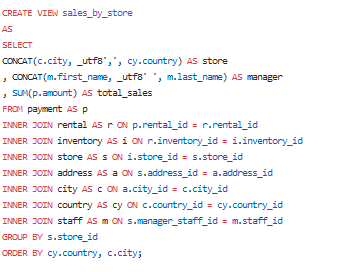 CREATE VIEW sales_by_store
AS
SELECT
CONCAT(c.city, _utf8',', cy.country) AS store
, CONCAT(m.first_name, _utf8' ', m.last_name) AS manager
, SUM(p.amount) AS total_sales
FROM payment AS p
INNER JOIN rental AS r ON p.rental_id = r.rental_id
INNER JOIN inventory AS i ON r.inventory_id = i.inventory_id
INNER JOIN store AS s ON i.store_id = s.store_id
INNER JOIN address AS a ON s.address_id = a.address_id
INNER JOIN city AS c ON a.city_id = c.city_id
INNER JOIN country AS cy ON c.country_id = cy.country_id
INNER JOIN staff AS m ON s.manager_staff_id = m.staff_id
GROUP BY s.store_id
ORDER BY cy.country, c.city;